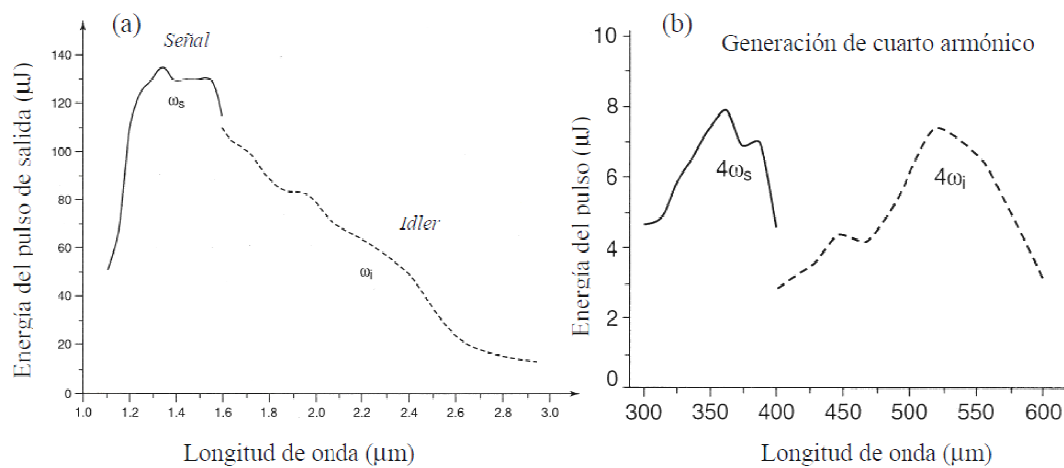 (a)
Señal
Energía del pulso de salida (µJ)
140
120
100
80
60
40
20
0
ωs
Idler
ωi
1.0 1.2 1.4 1.6 1.8 2.0 2.2 2.4 2.6 2.8 3.0
Longitud de onda (µm)
(b)
Generación de cuarto armónico
Energía del pulso (µJ)
10
8
6
4
2
0
4ωs
4ωi
300 350 400 450 500 550 600
Longitud de onda (µm)